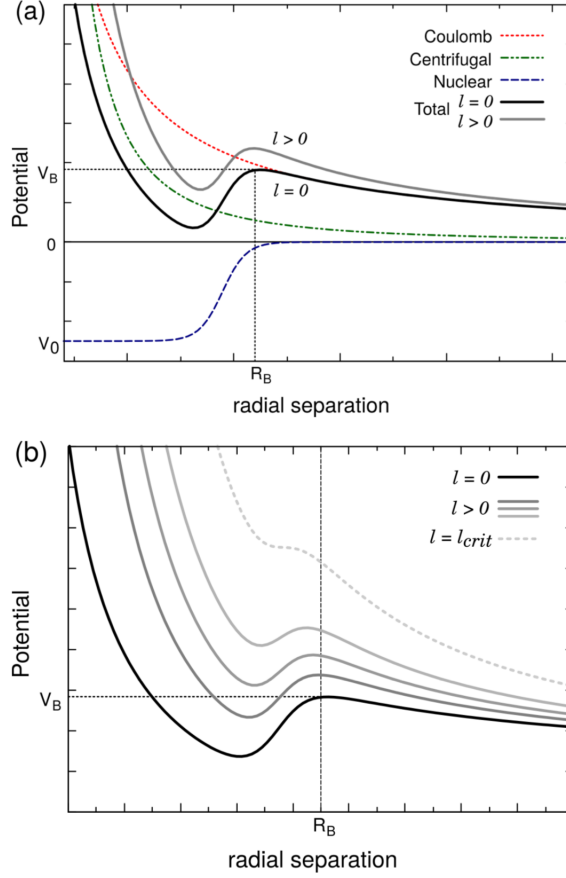 (a)
Coulomb
Centrifugal
Nuclear
Total l = 0
l > 0
l > 0
l = 0
V_B
0
V_0
Potential
R_B
radial separation
(b)
l = 0
l > 0
l = l_crit
V_B
Potential
R_B
radial separation